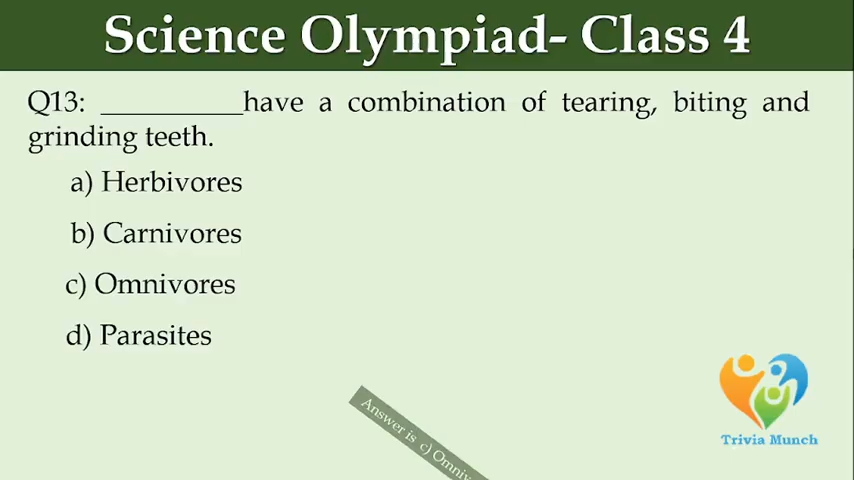 Science Olympiad- Class 4
Q13: __________have a combination of tearing, biting and
grinding teeth.
a) Herbivores
b) Carnivores
c) Omnivores
d) Parasites
Answer is c)
Trivia Munch